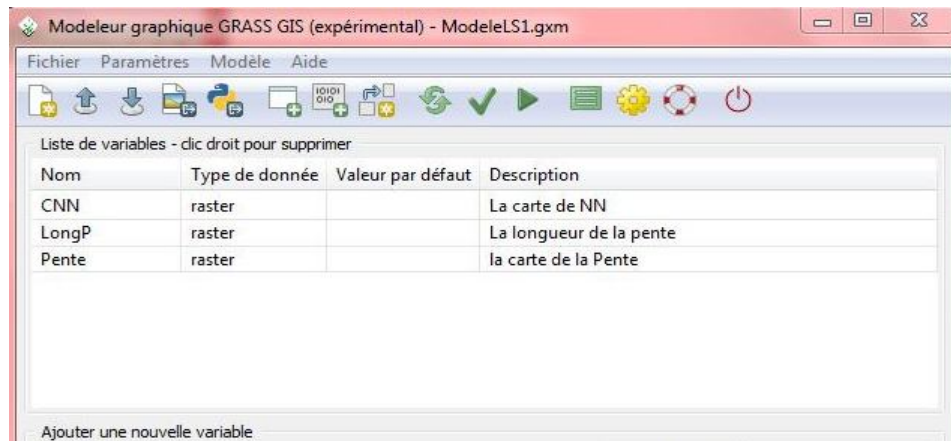 Modeleur graphique GRASS GIS (expérimental) - ModeleLS1.gxm
Fichier Paramètres Modèle Aide
Liste de variables - clic droit pour supprimer
Nom Type de donnée Valeur par défaut Description
CNN raster La carte de NN
LongP raster La longueur de la pente
Pente raster la carte de la Pente
Ajouter une nouvelle variable